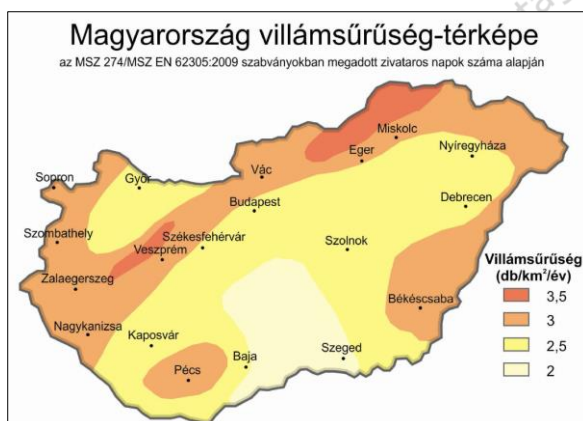 Magyarország villámsűrűség-térképe
az MSZ 274/MSZ EN 62305:2009 szabványokban megadott zivataros napok száma alapján
Miskolc
Eger
Nyíregyháza
Sopron
Győr
Vác
Budapest
Debrecen
Szombathely
Székesfehérvár
Veszprém
Szolnok
Zalaegerszeg
Nagykanizsa
Kaposvár
Békéscsaba
Baja
Szeged
Pécs
Villámsűrűség
(db/km²/év)
3,5
3
2,5
2